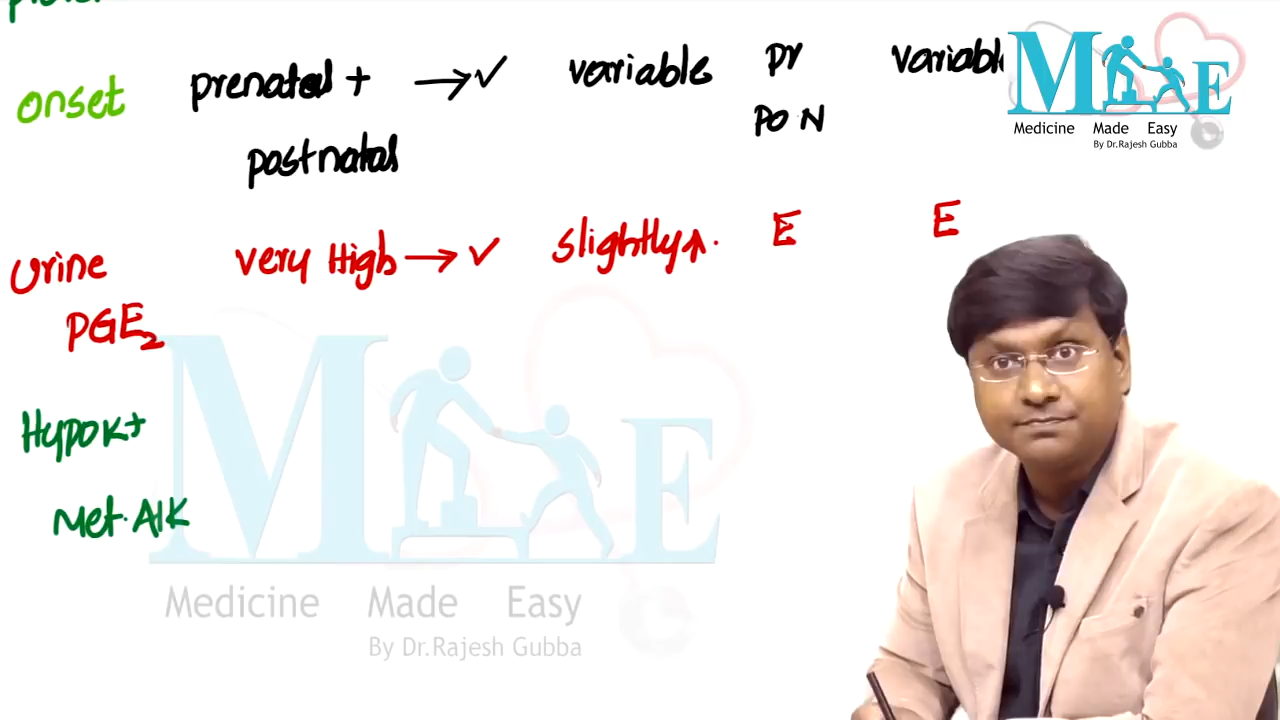 onset prenatal + → ✓ variable pr variable
postnatal PO N
Urine very High → ✓ slightly↑. E E
PGE2
HypoK+
Met. Alk
M E
Medicine Made Easy
By Dr.Rajesh Gubba
M E
Medicine Made Easy
By Dr.Rajesh Gubba